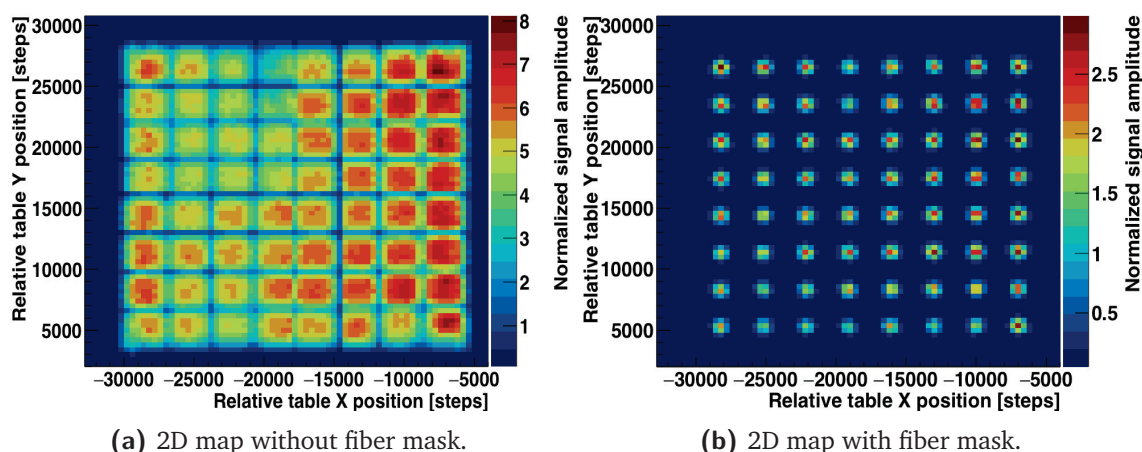 30000
25000
20000
15000
10000
5000
Relative table Y position [steps]
−30000 −25000 −20000 −15000 −10000 −5000
Relative table X position [steps]
8
7
6
5
4
3
2
1
Normalized signal amplitude
(a) 2D map without fiber mask.
30000
25000
20000
15000
10000
5000
Relative table Y position [steps]
−30000 −25000 −20000 −15000 −10000 −5000
Relative table X position [steps]
2.5
2
1.5
1
0.5
Normalized signal amplitude
(b) 2D map with fiber mask.